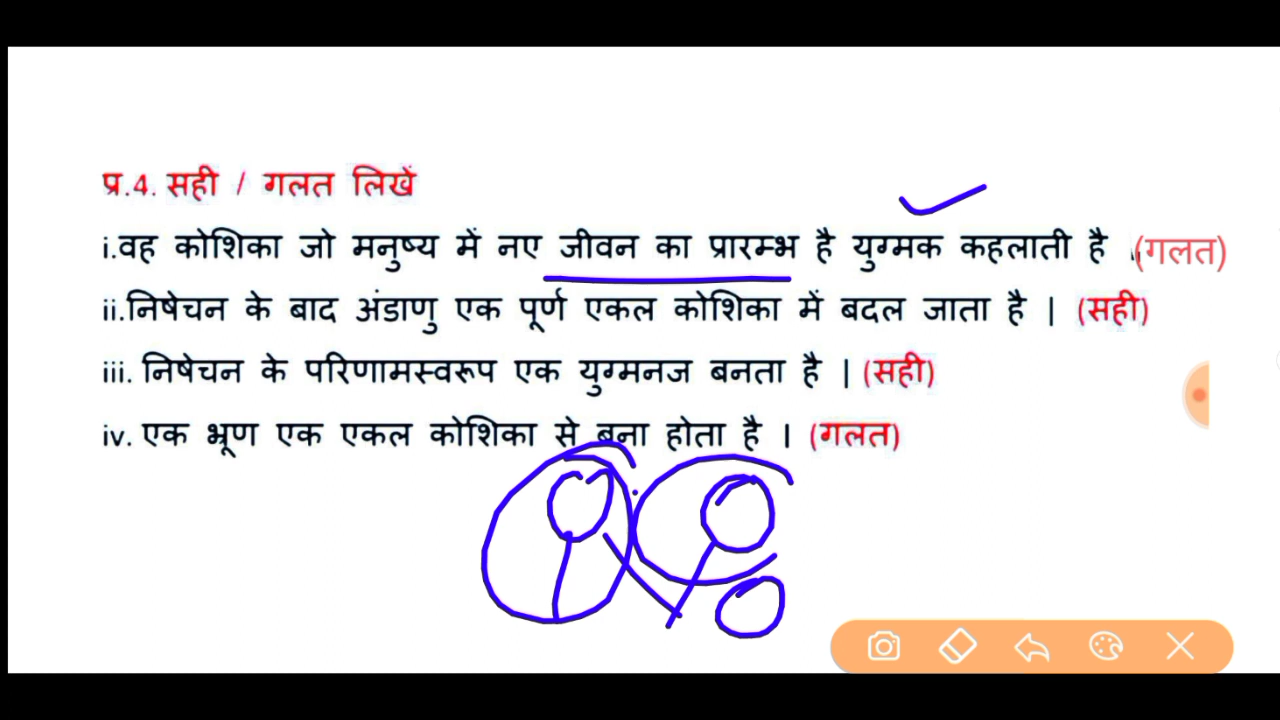 प्र.4. सही / गलत लिखें
i.वह कोशिका जो मनुष्य में नए जीवन का प्रारम्भ है युग्मक कहलाती है । (गलत)
ii.निषेचन के बाद अंडाणु एक पूर्ण एकल कोशिका में बदल जाता है | (सही)
iii. निषेचन के परिणामस्वरूप एक युग्मनज बनता है | (सही)
iv. एक भ्रूण एक एकल कोशिका से बना होता है । (गलत)